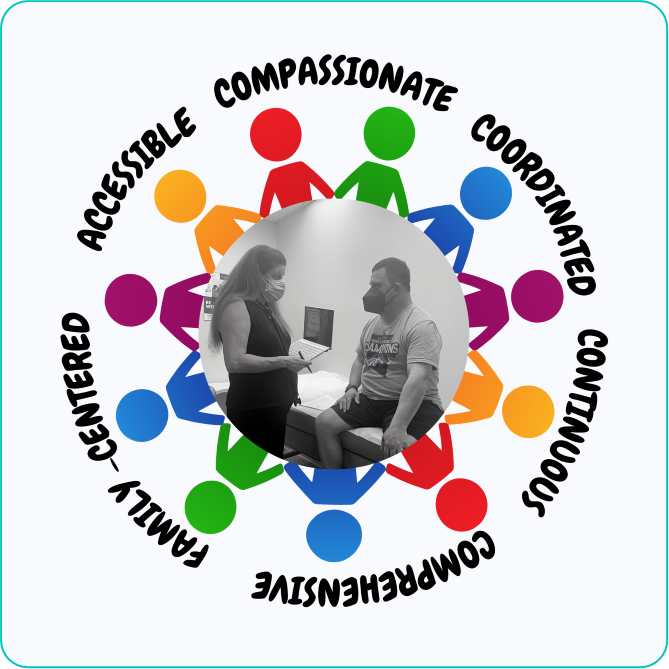 COMPASSIONATE
COORDINATED
CONTINUOUS
COMPREHENSIVE
FAMILY-CENTERED
ACCESSIBLE